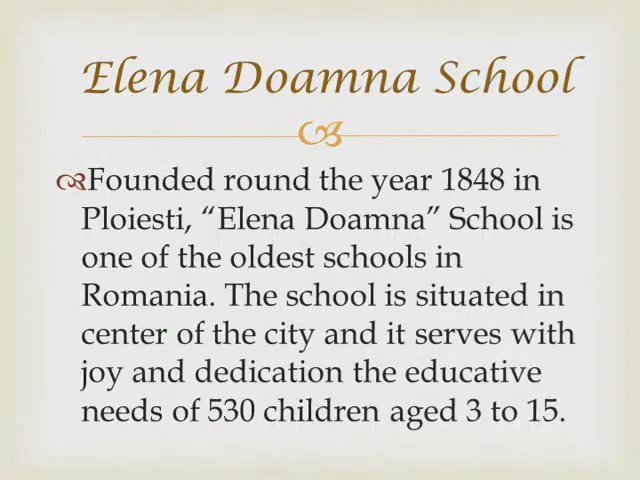 Elena Doamna School
Founded round the year 1848 in
Ploiesti, “Elena Doamna” School is
one of the oldest schools in
Romania. The school is situated in
center of the city and it serves with
joy and dedication the educative
needs of 530 children aged 3 to 15.